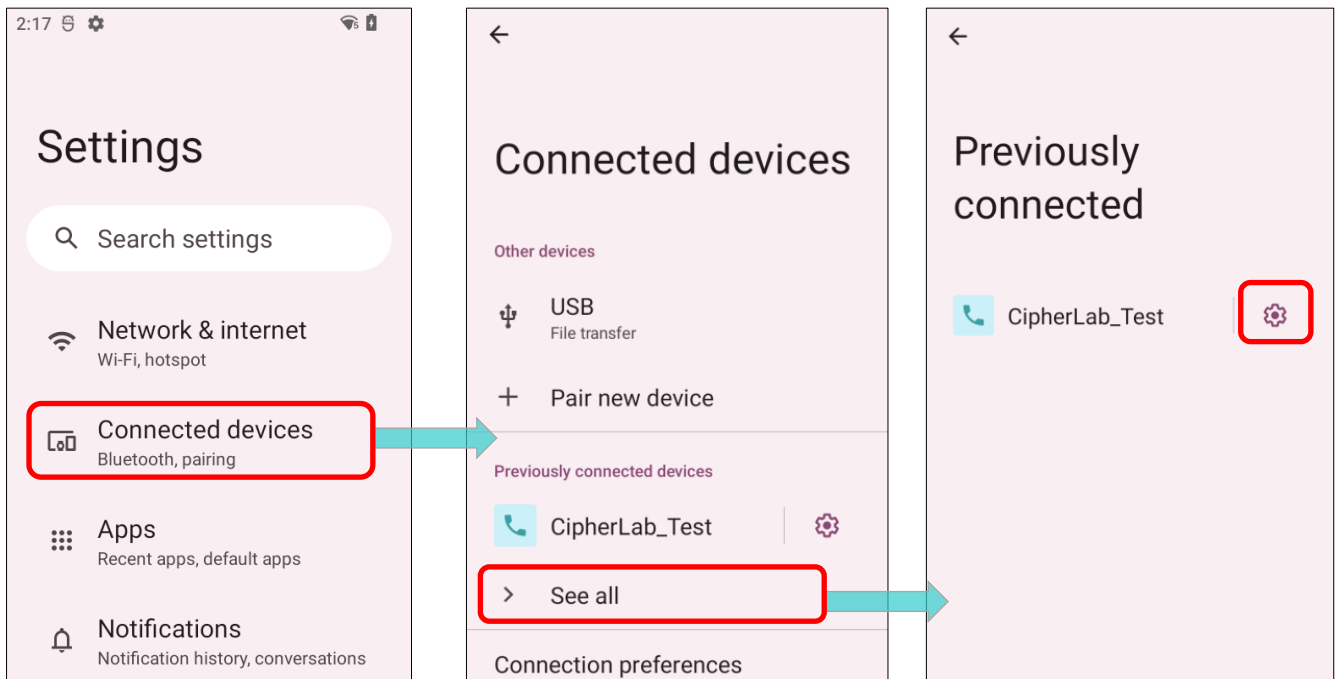 2:17
Settings
Search settings
Network & internet
Wi-Fi, hotspot
Connected devices
Bluetooth, pairing
Apps
Recent apps, default apps
Notifications
Notification history, conversations
Connected devices
Other devices
USB
File transfer
Pair new device
Previously connected devices
CipherLab_Test
See all
Connection preferences
Previously
connected
CipherLab_Test